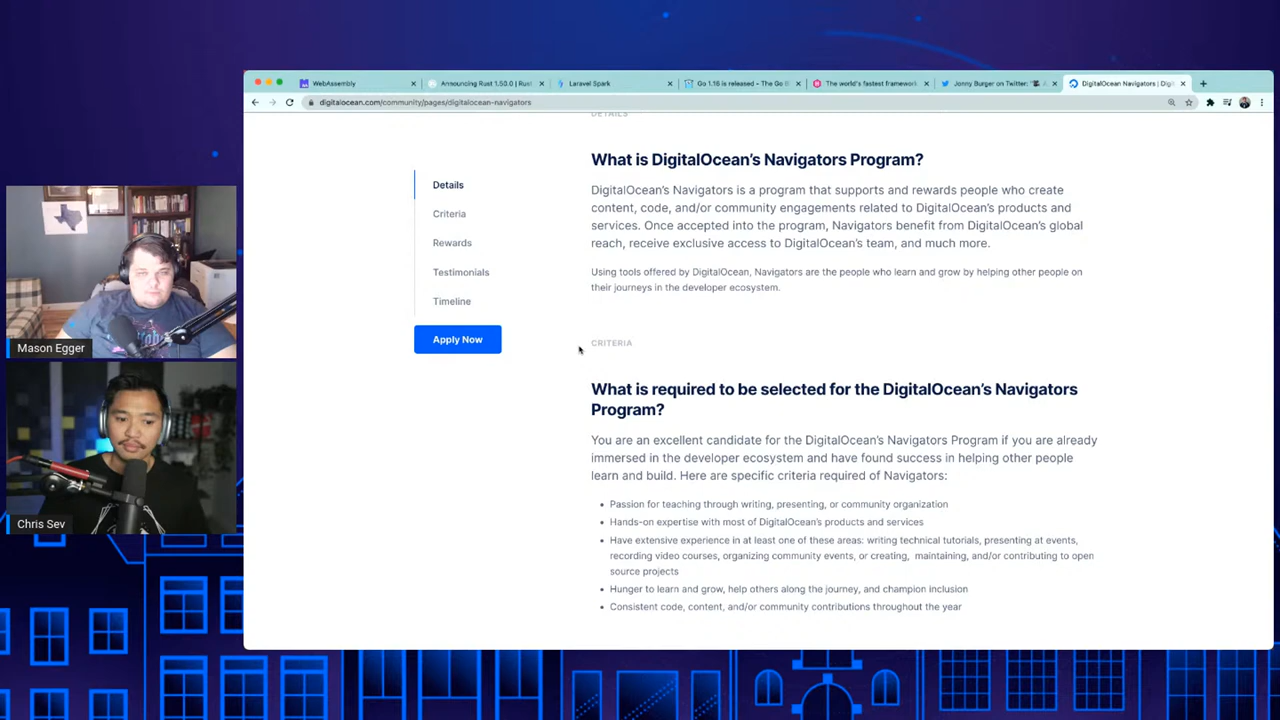 WebAssembly
Announcing Rust 1.50.0 | Rust
Laravel Spark
Go 1.16 is released - The Go B
The world's fastest framework
Jonny Burger on Twitter: "
DigitalOcean Navigators | Digi
digitalocean.com/community/pages/digitalocean-navigators
DETAILS
What is DigitalOcean's Navigators Program?
DigitalOcean's Navigators is a program that supports and rewards people who create
content, code, and/or community engagements related to DigitalOcean's products and
services. Once accepted into the program, Navigators benefit from DigitalOcean's global
reach, receive exclusive access to DigitalOcean's team, and much more.
Using tools offered by DigitalOcean, Navigators are the people who learn and grow by helping other people on
their journeys in the developer ecosystem.
Details
Criteria
Rewards
Testimonials
Timeline
Apply Now
CRITERIA
What is required to be selected for the DigitalOcean's Navigators
Program?
You are an excellent candidate for the DigitalOcean's Navigators Program if you are already
immersed in the developer ecosystem and have found success in helping other people
learn and build. Here are specific criteria required of Navigators:
• Passion for teaching through writing, presenting, or community organization
• Hands-on expertise with most of DigitalOcean's products and services
• Have extensive experience in at least one of these areas: writing technical tutorials, presenting at events,
recording video courses, organizing community events, or creating, maintaining, and/or contributing to open
source projects
• Hunger to learn and grow, help others along the journey, and champion inclusion
• Consistent code, content, and/or community contributions throughout the year
Mason Egger
Chris Sev